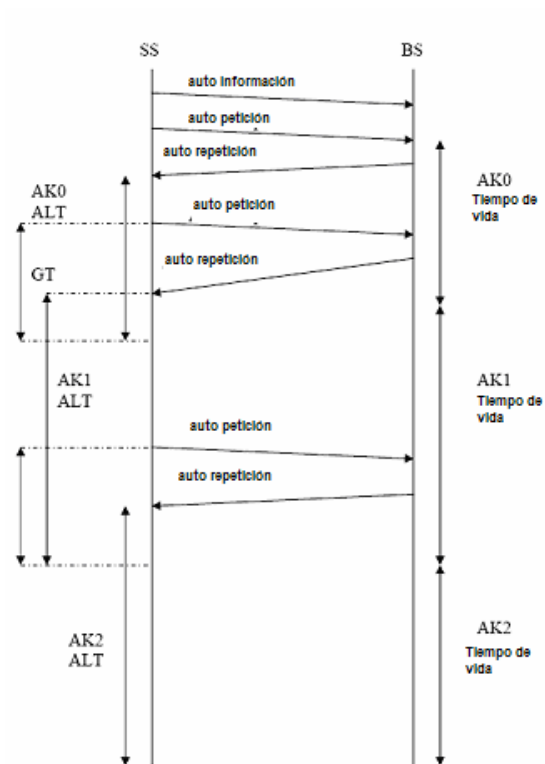 SS
BS
auto información
auto petición
auto repetición
AK0
ALT
AK0
Tiempo de
vida
auto petición
GT
auto repetición
AK1
ALT
AK1
Tiempo de
vida
auto petición
auto repetición
AK2
ALT
AK2
Tiempo de
vida